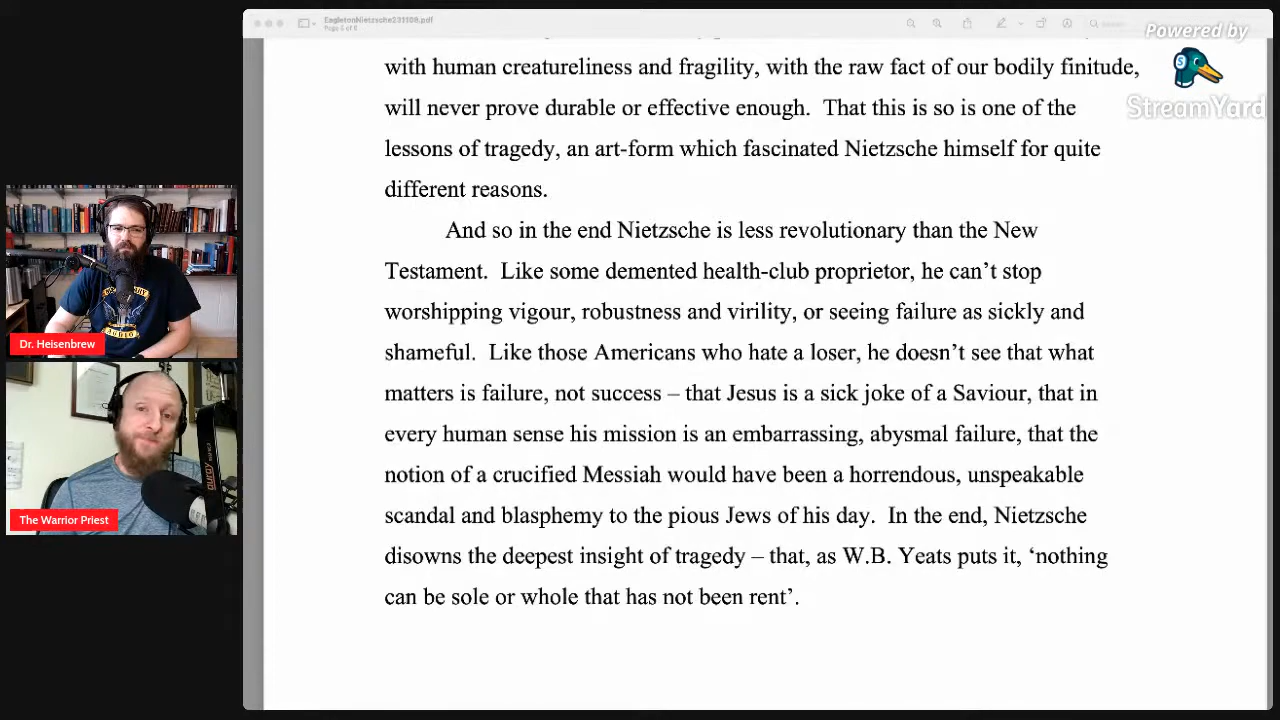 EagletonNietzsche231108.pdf
Page 6 of 6
Powered by
StreamYard
with human creatureliness and fragility, with the raw fact of our bodily finitude,
will never prove durable or effective enough.  That this is so is one of the
lessons of tragedy, an art-form which fascinated Nietzsche himself for quite
different reasons.
And so in the end Nietzsche is less revolutionary than the New
Testament.  Like some demented health-club proprietor, he can’t stop
worshipping vigour, robustness and virility, or seeing failure as sickly and
shameful.  Like those Americans who hate a loser, he doesn’t see that what
matters is failure, not success – that Jesus is a sick joke of a Saviour, that in
every human sense his mission is an embarrassing, abysmal failure, that the
notion of a crucified Messiah would have been a horrendous, unspeakable
scandal and blasphemy to the pious Jews of his day.  In the end, Nietzsche
disowns the deepest insight of tragedy – that, as W.B. Yeats puts it, ‘nothing
can be sole or whole that has not been rent’.
Dr. Heisenbrew
The Warrior Priest